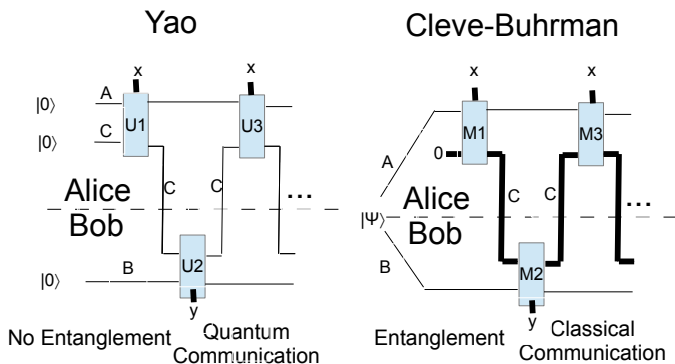 Yao
x
x
|0⟩
A
U1
U3
|0⟩
C
C
C
...
Alice
Bob
|0⟩
B
U2
y
No Entanglement
Quantum
Communication
Cleve-Buhrman
x
x
M1
M3
0
A
C
C
...
Alice
|Ψ⟩
Bob
B
M2
y
Entanglement
Classical
Communication